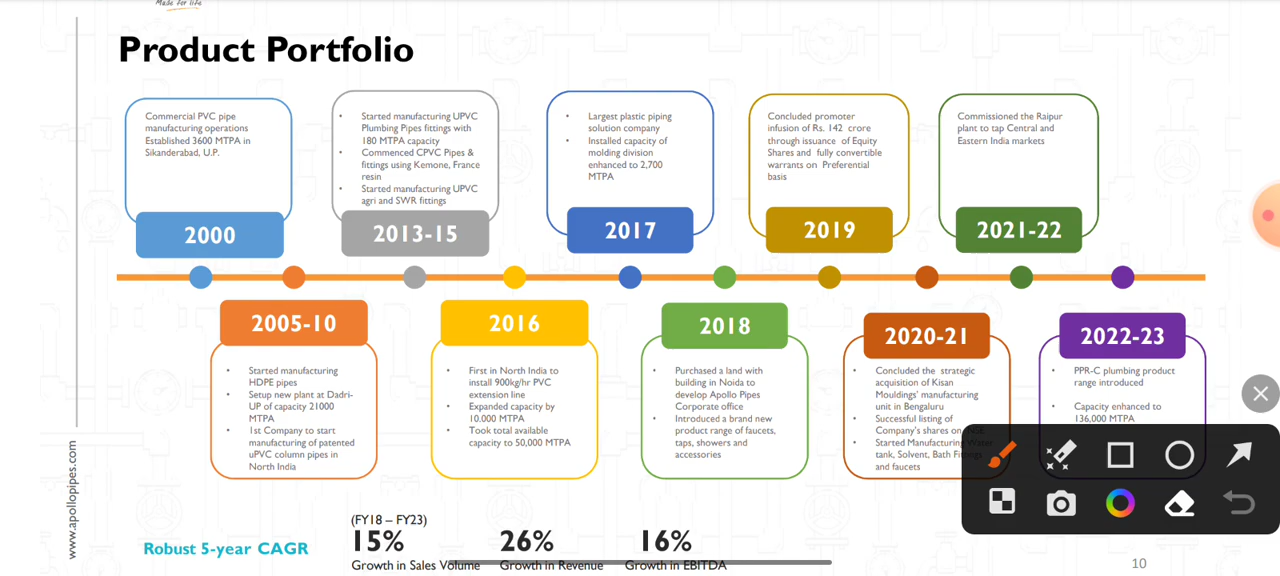 Made for life
Product Portfolio
Commercial PVC pipe
manufacturing operations
Established 3600 MTPA in
Sikanderabad, U.P.
2000
• Started manufacturing UPVC
Plumbing Pipes fittings with
180 MTPA capacity
• Commenced CPVC Pipes &
fittings using Kemone, France
resin
• Started manufacturing UPVC
agri and SWR fittings
2013-15
• Largest plastic piping
solution company
• Installed capacity of
molding division
enhanced to 2,700
MTPA
2017
Concluded promoter
infusion of Rs. 142 crore
through issuance of Equity
Shares and fully convertible
warrants on Preferential
basis
2019
Commissioned the Raipur
plant to tap Central and
Eastern India markets
2021-22
2005-10
• Started manufacturing
HDPE pipes
• Setup new plant at Dadri-
UP of capacity 21000
MTPA
• 1st Company to start
manufacturing of patented
uPVC column pipes in
North India
2016
• First in North India to
install 900kg/hr PVC
extension line
• Expanded capacity by
10,000 MTPA
• Took total available
capacity to 50,000 MTPA
2018
• Purchased a land with
building in Noida to
develop Apollo Pipes
Corporate office
• Introduced a brand new
product range of faucets,
taps, showers and
accessories
2020-21
• Concluded the strategic
acquisition of Kisan
Mouldings' manufacturing
unit in Bengaluru
• Successful listing of
Company's shares on NSE
• Started Manufacturing Water
tank, Solvent, Bath Fittings
and faucets
2022-23
• PPR-C plumbing product
range introduced
• Capacity enhanced to
136,000 MTPA
www.apollopipes.com
Robust 5-year CAGR
(FY18 – FY23)
15%
Growth in Sales Volume
26%
Growth in Revenue
16%
Growth in EBITDA
10